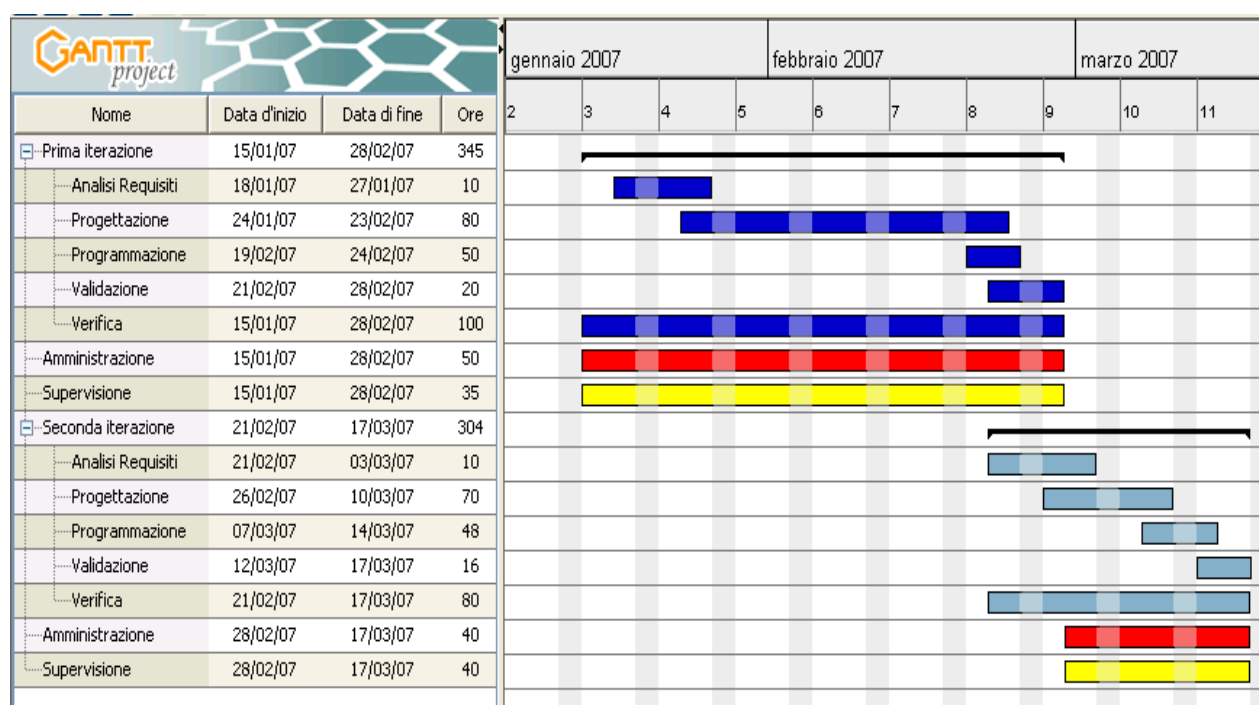 GANTT
project
gennaio 2007 febbraio 2007 marzo 2007
Nome Data d'inizio Data di fine Ore 2 3 4 5 6 7 8 9 10 11
Prima iterazione 15/01/07 28/02/07 345
Analisi Requisiti 18/01/07 27/01/07 10
Progettazione 24/01/07 23/02/07 80
Programmazione 19/02/07 24/02/07 50
Validazione 21/02/07 28/02/07 20
Verifica 15/01/07 28/02/07 100
Amministrazione 15/01/07 28/02/07 50
Supervisione 15/01/07 28/02/07 35
Seconda iterazione 21/02/07 17/03/07 304
Analisi Requisiti 21/02/07 03/03/07 10
Progettazione 26/02/07 10/03/07 70
Programmazione 07/03/07 14/03/07 48
Validazione 12/03/07 17/03/07 16
Verifica 21/02/07 17/03/07 80
Amministrazione 28/02/07 17/03/07 40
Supervisione 28/02/07 17/03/07 40